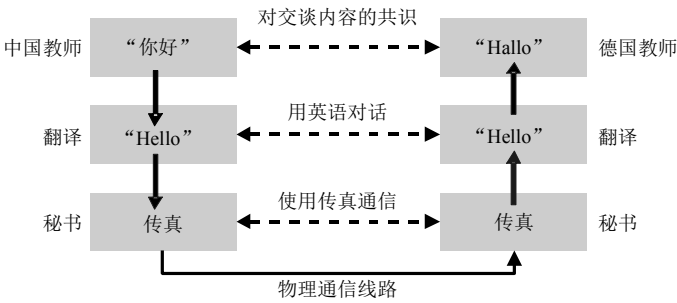 对交谈内容的共识
中国教师 “你好” “Hallo” 德国教师
用英语对话
翻译 “Hello” “Hello” 翻译
使用传真通信
秘书 传真 传真 秘书
物理通信线路